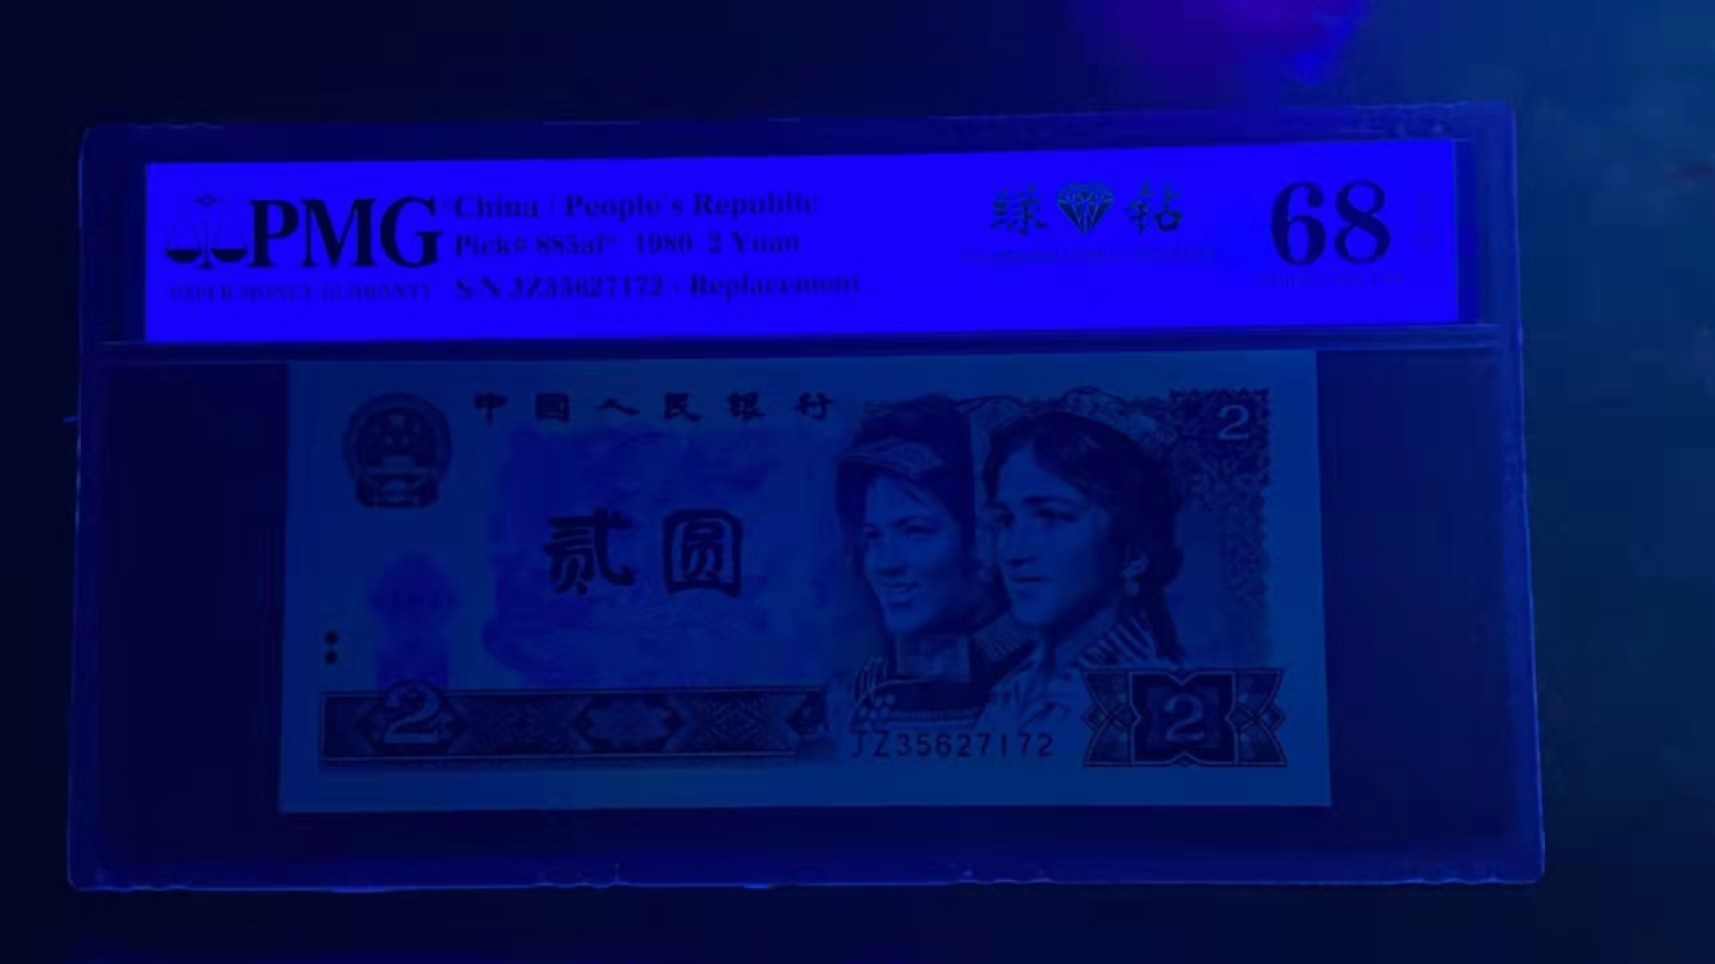 PMG
PAPER MONEY GUARANTY
China / People's Republic
Pick# 885af* 1980 2 Yuan
S/N JZ35627172 - Replacement
绿 钻
68
中国人民银行
2
贰圆
2
JZ35627172
2